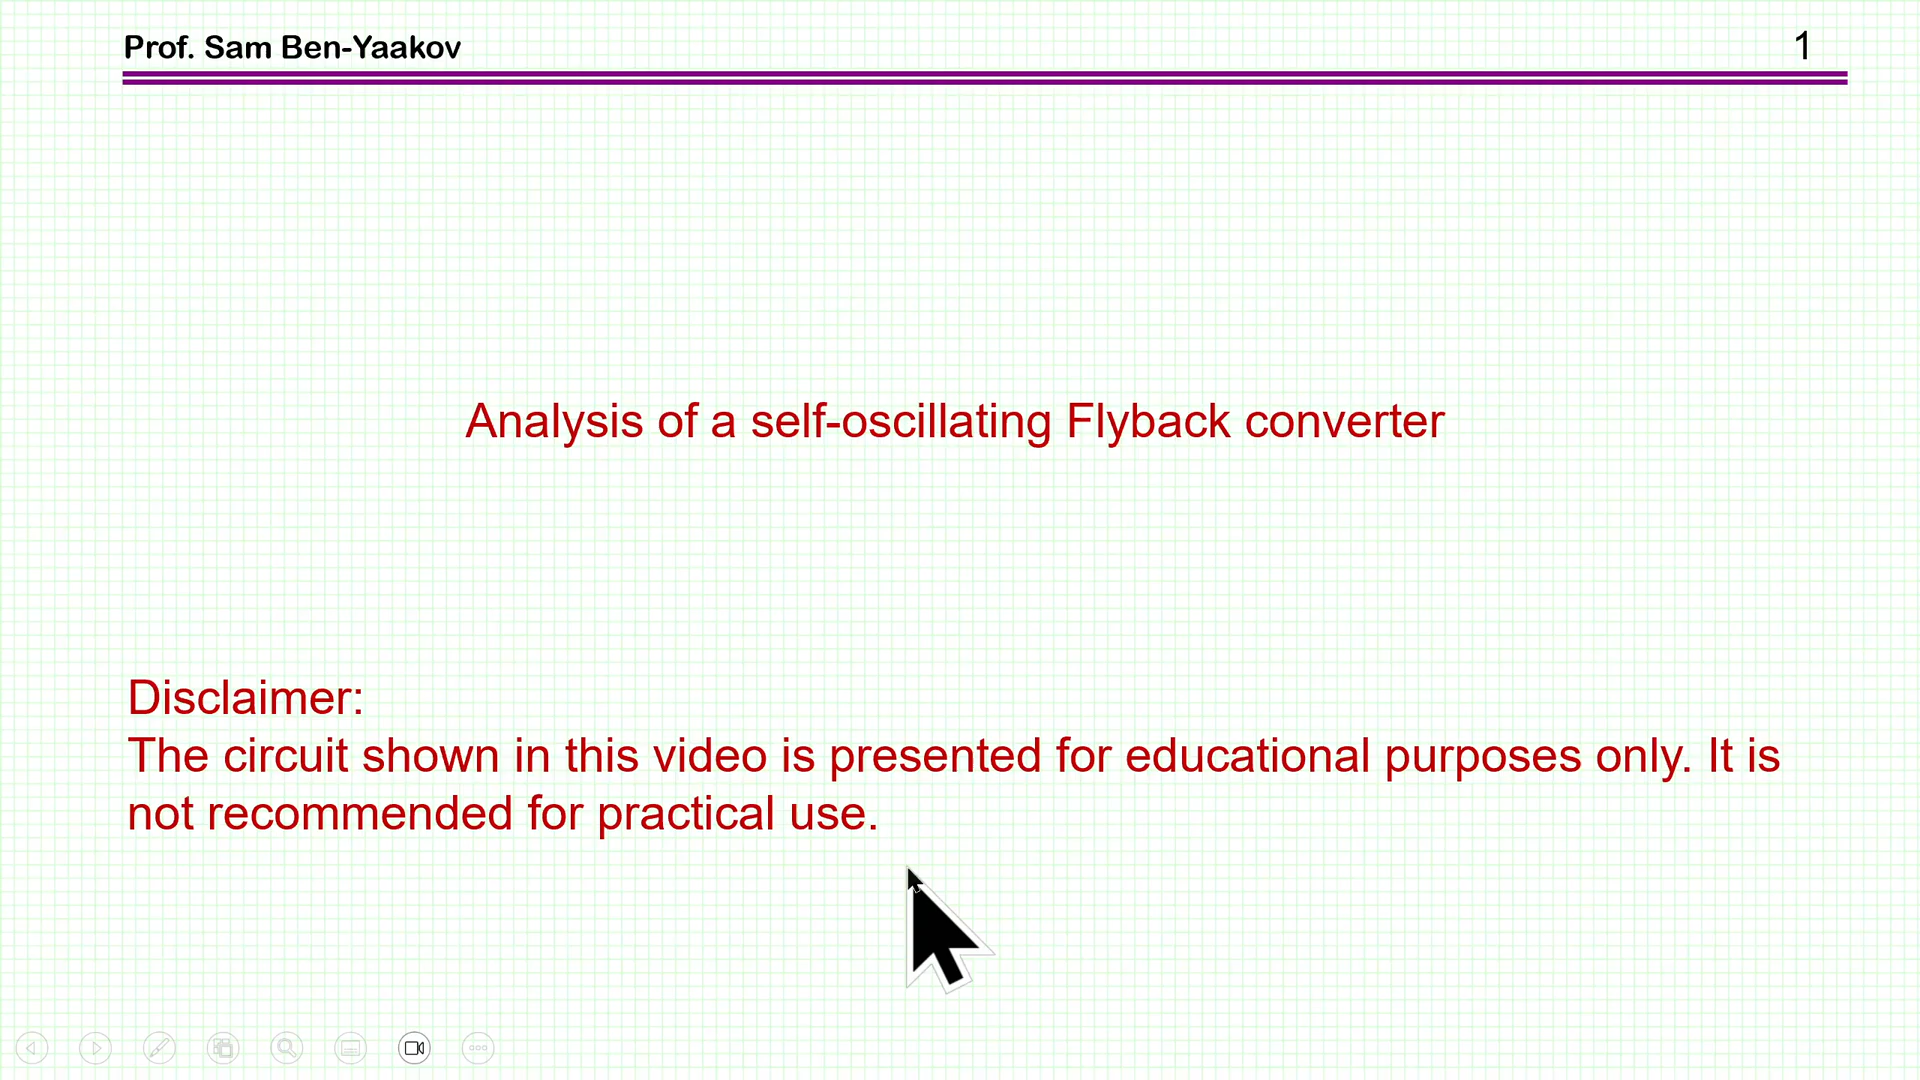 Prof. Sam Ben-Yaakov
1
Analysis of a self-oscillating Flyback converter
Disclaimer:
The circuit shown in this video is presented for educational purposes only. It is
not recommended for practical use.